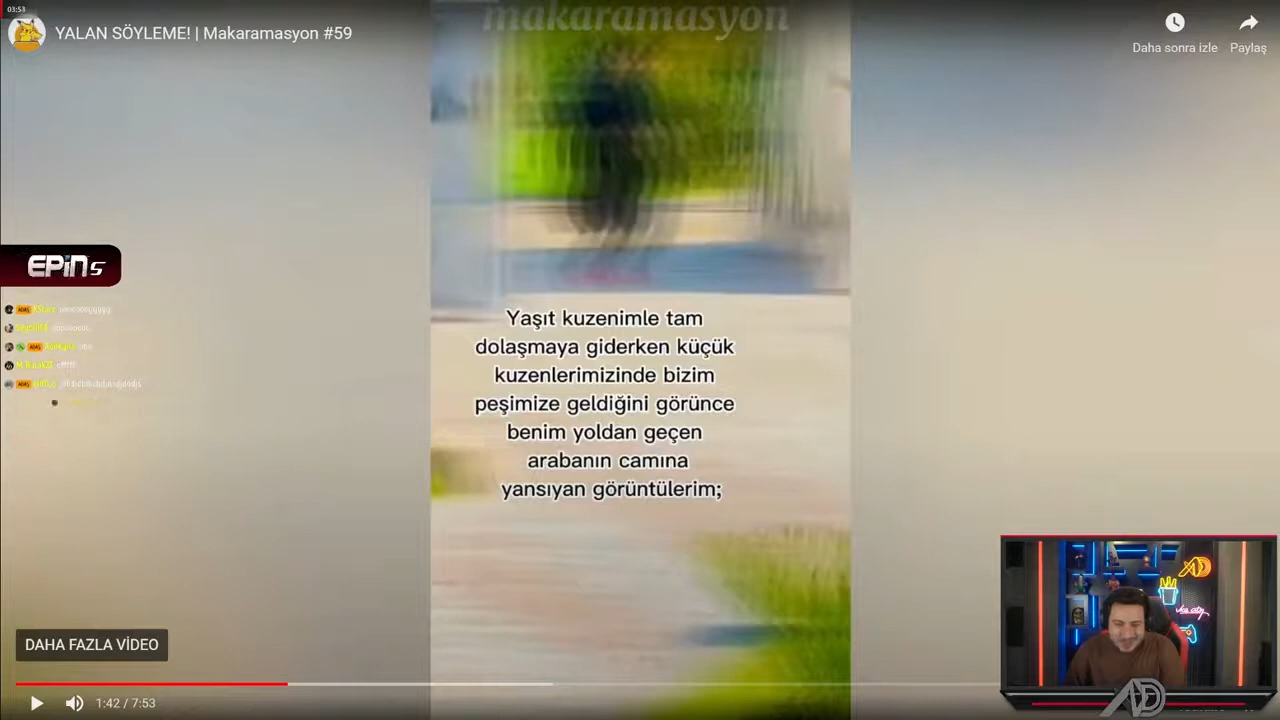 03:53
YALAN SÖYLEME! | Makaramasyon #59
makaramasyon
Daha sonra izle
Paylaş
EPiNs
Yaşıt kuzenimle tam
dolaşmaya giderken küçük
kuzenlerimizinde bizim
peşimize geldiğini görünce
benim yoldan geçen
arabanın camına
yansıyan görüntülerim;
DAHA FAZLA VİDEO
1:42 / 7:53
AD
AD